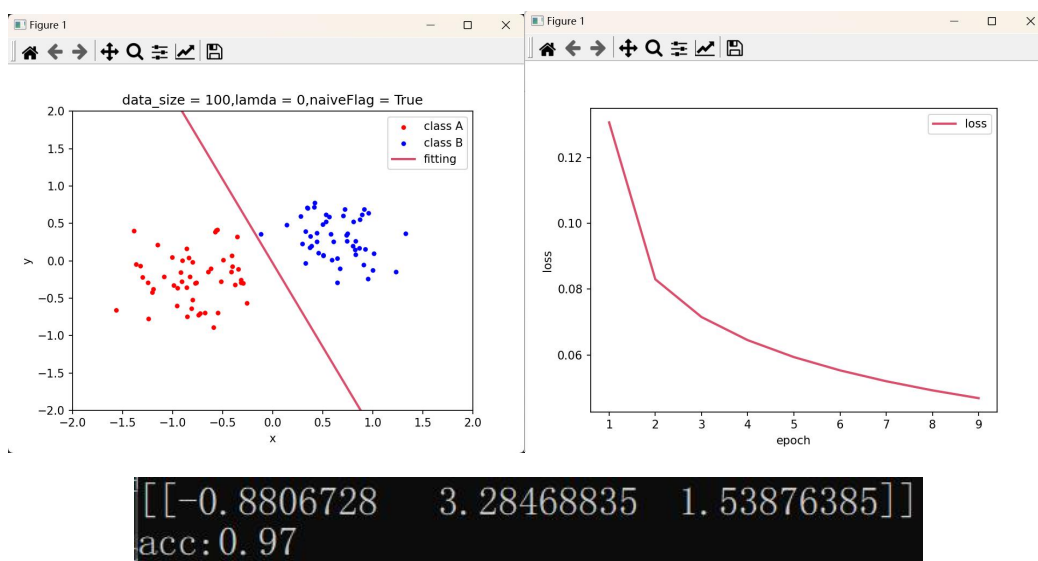 Figure 1
data_size = 100,lamda = 0,naiveFlag = True
class A
class B
fitting
2.0
1.5
1.0
0.5
0.0
−0.5
−1.0
−1.5
−2.0
y
−2.0 −1.5 −1.0 −0.5 0.0 0.5 1.0 1.5 2.0
x
Figure 1
loss
0.12
0.10
0.08
0.06
loss
1 2 3 4 5 6 7 8 9
epoch
[[-0.8806728 3.28468835 1.53876385]]
acc:0.97